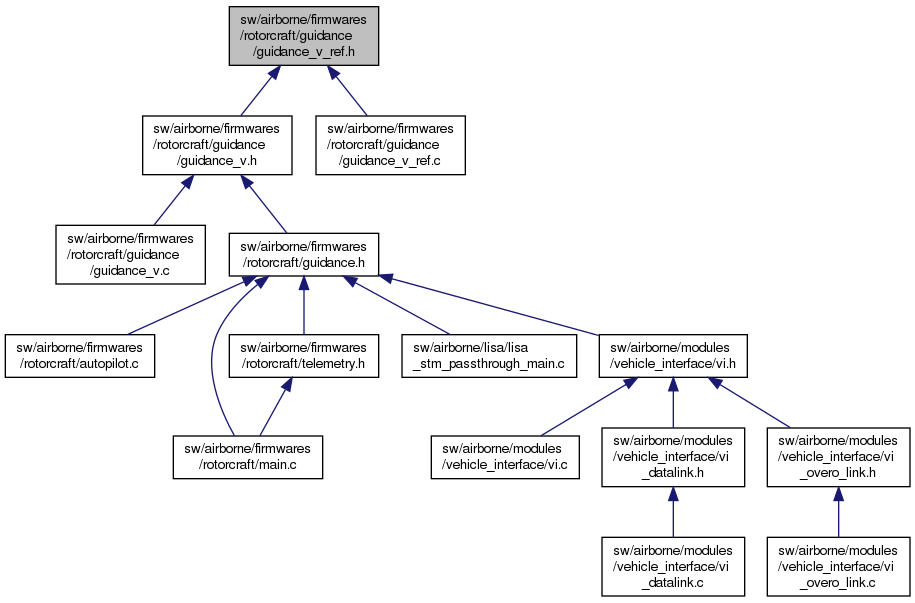 sw/airborne/firmwares
/rotorcraft/guidance
/guidance_v_ref.h
sw/airborne/firmwares
/rotorcraft/guidance
/guidance_v.h
sw/airborne/firmwares
/rotorcraft/guidance
/guidance_v_ref.c
sw/airborne/firmwares
/rotorcraft/guidance
/guidance_v.c
sw/airborne/firmwares
/rotorcraft/guidance.h
sw/airborne/firmwares
/rotorcraft/autopilot.c
sw/airborne/firmwares
/rotorcraft/telemetry.h
sw/airborne/lisa/lisa
_stm_passthrough_main.c
sw/airborne/modules
/vehicle_interface/vi.h
sw/airborne/firmwares
/rotorcraft/main.c
sw/airborne/modules
/vehicle_interface/vi.c
sw/airborne/modules
/vehicle_interface/vi
_datalink.h
sw/airborne/modules
/vehicle_interface/vi
_overo_link.h
sw/airborne/modules
/vehicle_interface/vi
_datalink.c
sw/airborne/modules
/vehicle_interface/vi
_overo_link.c